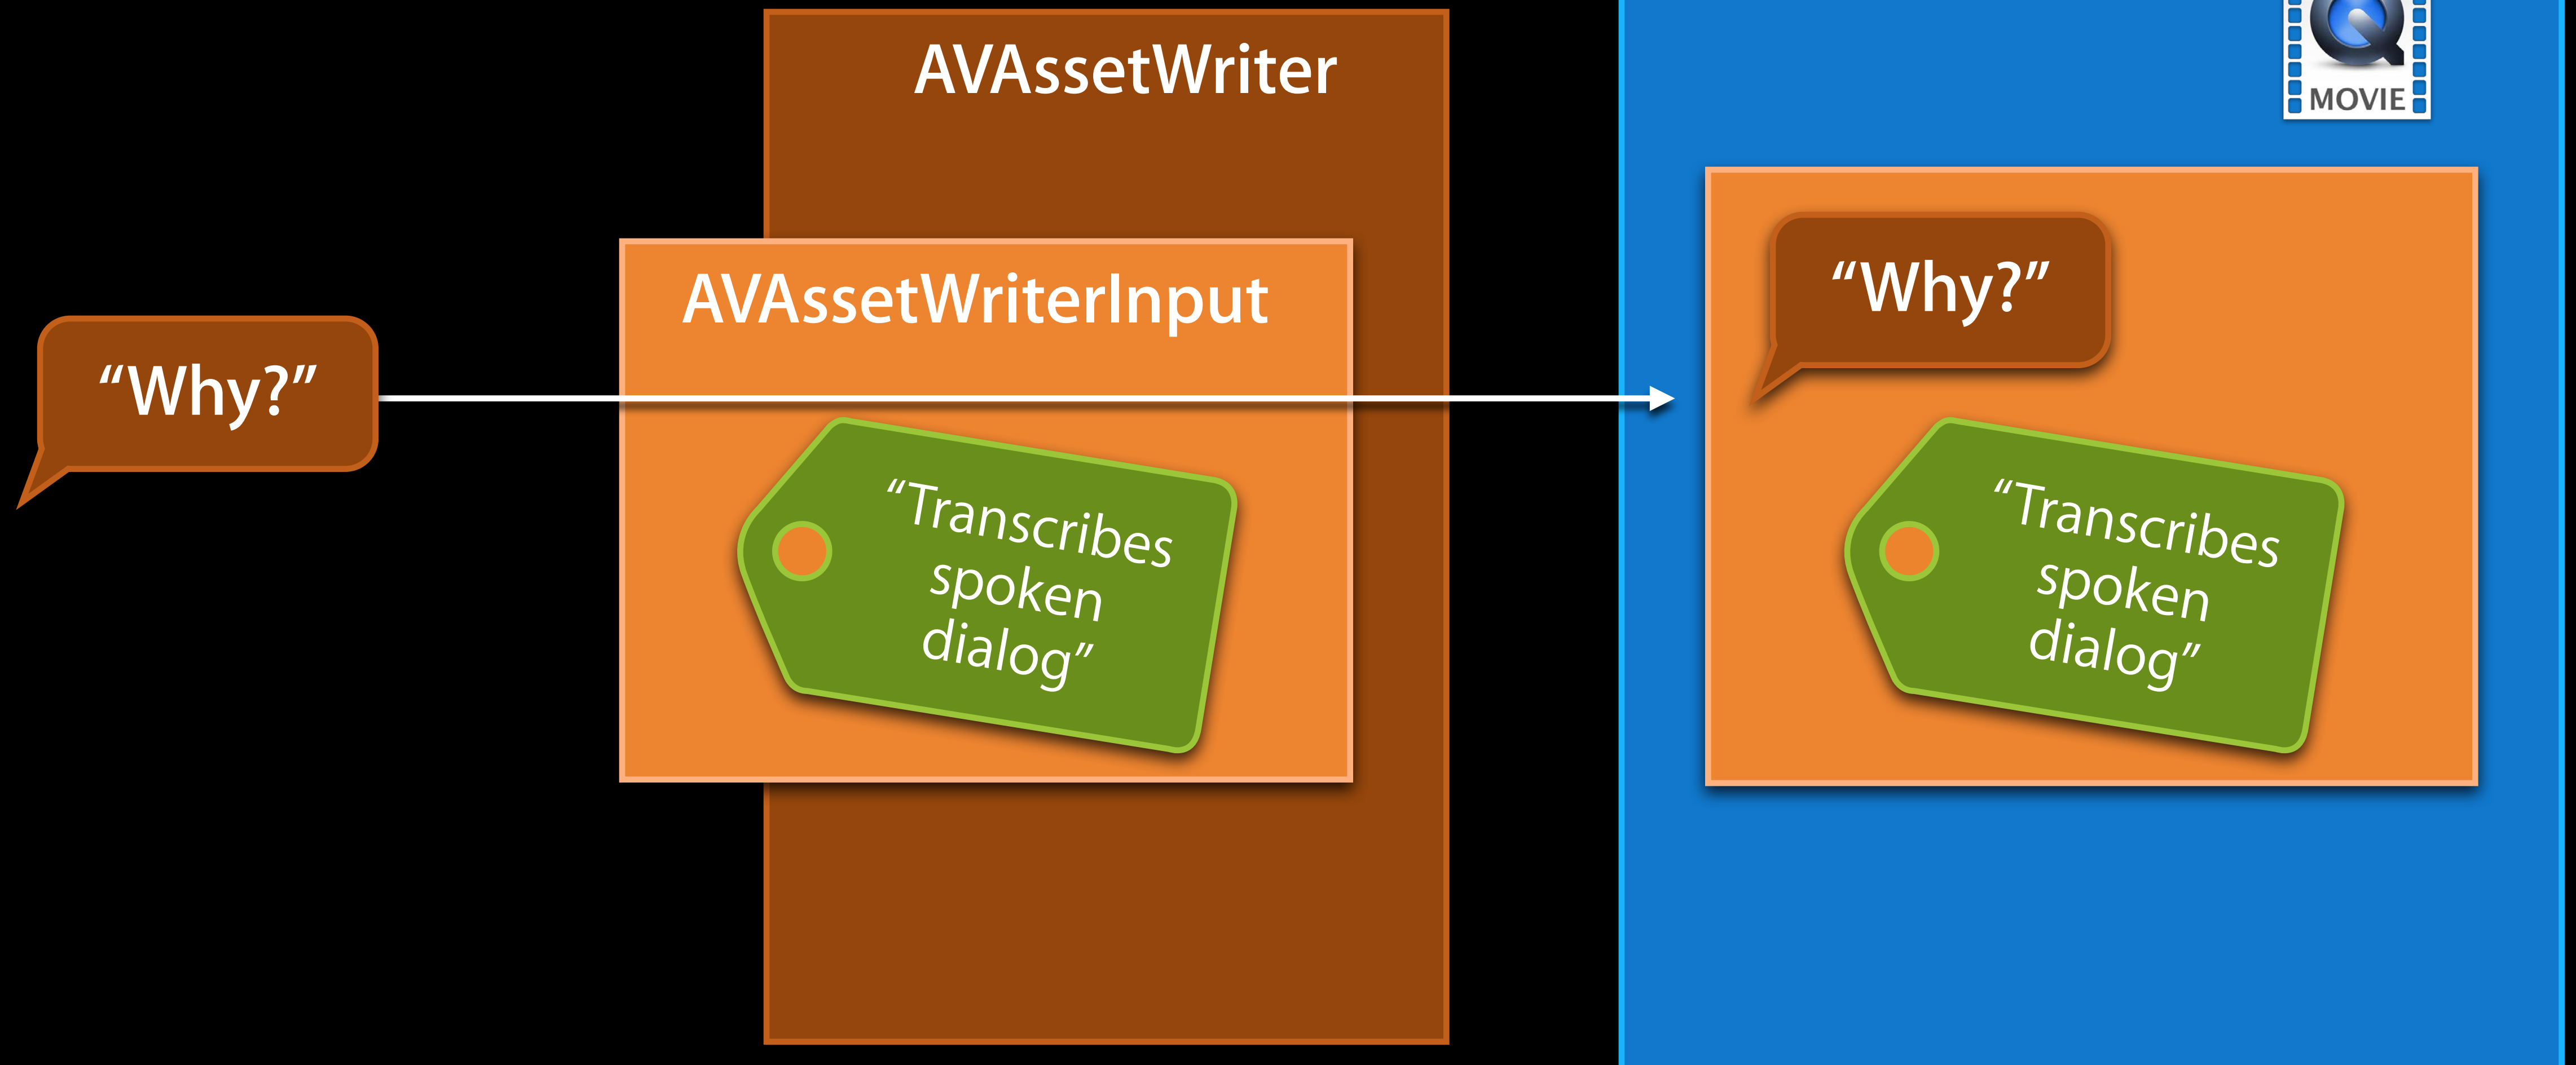 AVAssetWriter
MOVIE
AVAssetWriterInput
“Why?”
“Why?”
“Transcribes
spoken
dialog”
“Transcribes
spoken
dialog”